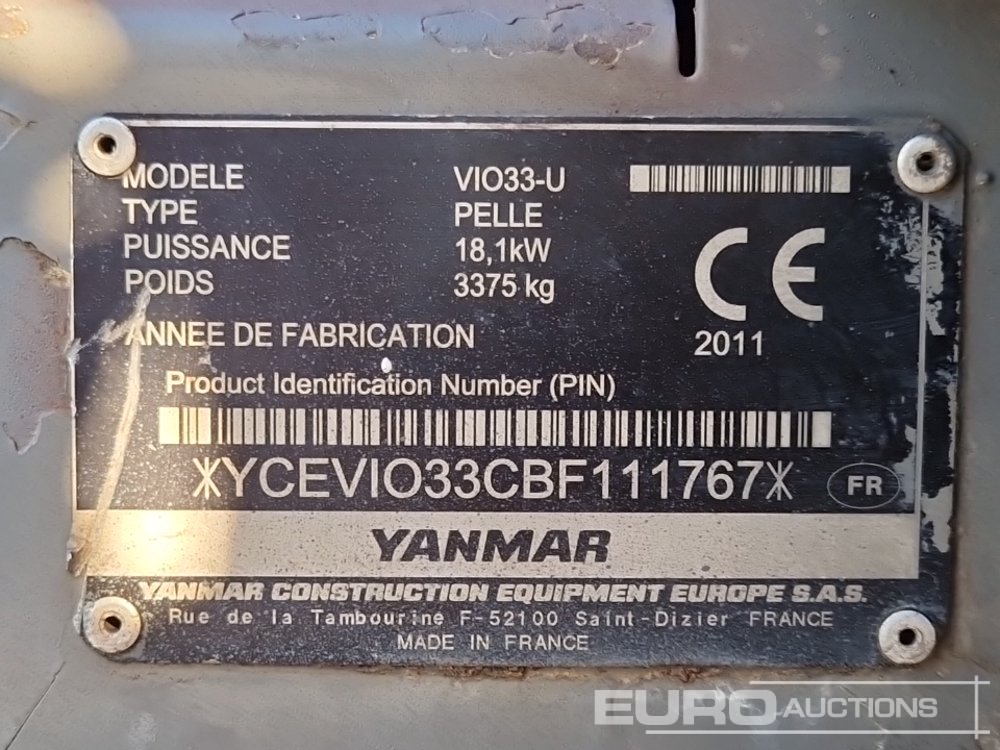 MODELE VIO33-U
TYPE PELLE
PUISSANCE 18,1kW
POIDS 3375 kg
CE
ANNEE DE FABRICATION 2011
Product Identification Number (PIN)
*YCEVIO33CBF111767*
FR
YANMAR
YANMAR CONSTRUCTION EQUIPMENT EUROPE S.A.S.
Rue de la Tambourine F-52100 Saint-Dizier FRANCE
MADE IN FRANCE
EURO AUCTIONS